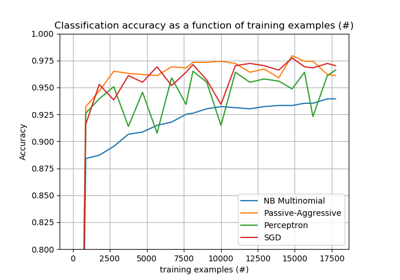 Classification accuracy as a function of training examples (#)
1.000
0.975
0.950
0.925
0.900
0.875
0.850
0.825
0.800
Accuracy
NB Multinomial
Passive-Aggressive
Perceptron
SGD
0 2500 5000 7500 10000 12500 15000 17500
training examples (#)